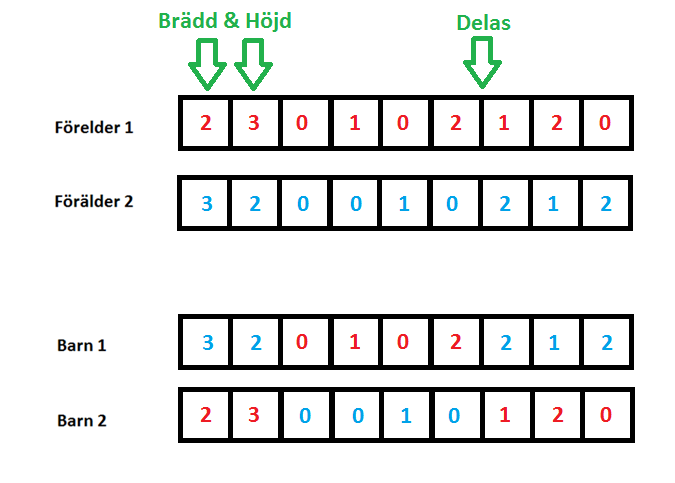 Brädd & Höjd
Delas
Förelder 1 2 3 0 1 0 2 1 2 0
Förälder 2 3 2 0 0 1 0 2 1 2
Barn 1 3 2 0 1 0 2 2 1 2
Barn 2 2 3 0 0 1 0 1 2 0